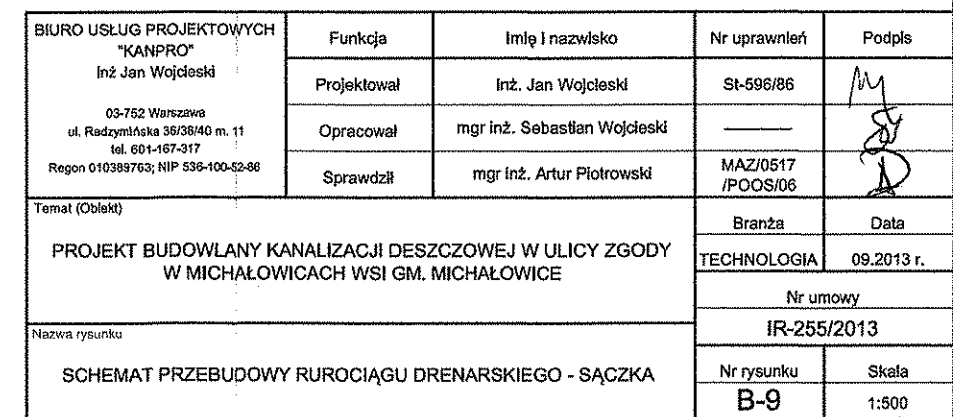 BIURO USŁUG PROJEKTOWYCH
"KANPRO"
Inż Jan Wojcieski
03-752 Warszawa
ul. Radzymińska 36/38/40 m. 11
tel. 601-167-317
Regon 010389763; NIP 536-100-52-86
Funkcja
Imię i nazwisko
Nr uprawnień
Podpis
Projektował
Inż. Jan Wojcieski
St-596/86
Opracował
mgr inż. Sebastian Wojcieski
Sprawdził
mgr inż. Artur Piotrowski
MAZ/0517
/POOS/06
Temat (Obiekt)
PROJEKT BUDOWLANY KANALIZACJI DESZCZOWEJ W ULICY ZGODY
W MICHAŁOWICACH WSI GM. MICHAŁOWICE
Branża
Data
TECHNOLOGIA
09.2013 r.
Nr umowy
IR-255/2013
Nazwa rysunku
SCHEMAT PRZEBUDOWY RUROCIĄGU DRENARSKIEGO - SĄCZKA
Nr rysunku
Skala
B-9
1:500